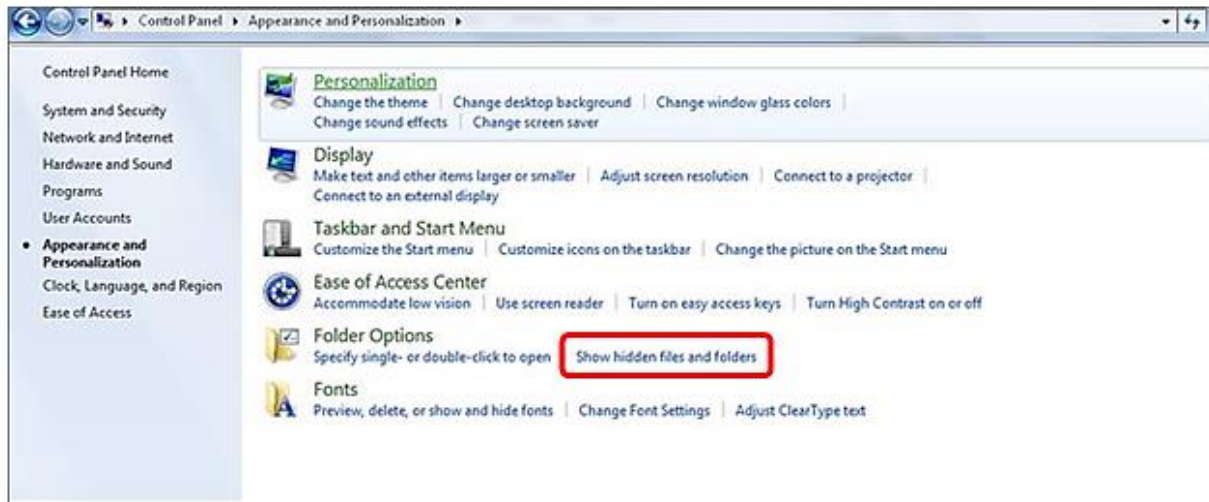 Control Panel Appearance and Personalization
Control Panel Home
System and Security
Network and Internet
Hardware and Sound
Programs
User Accounts
Appearance and
Personalization
Clock, Language, and Region
Ease of Access
Personalization
Change the theme | Change desktop background | Change window glass colors |
Change sound effects | Change screen saver
Display
Make text and other items larger or smaller | Adjust screen resolution | Connect to a projector |
Connect to an external display
Taskbar and Start Menu
Customize the Start menu | Customize icons on the taskbar | Change the picture on the Start menu
Ease of Access Center
Accommodate low vision | Use screen reader | Turn on easy access keys | Turn High Contrast on or off
Folder Options
Specify single- or double-click to open | Show hidden files and folders
Fonts
Preview, delete, or show and hide fonts | Change Font Settings | Adjust ClearType text